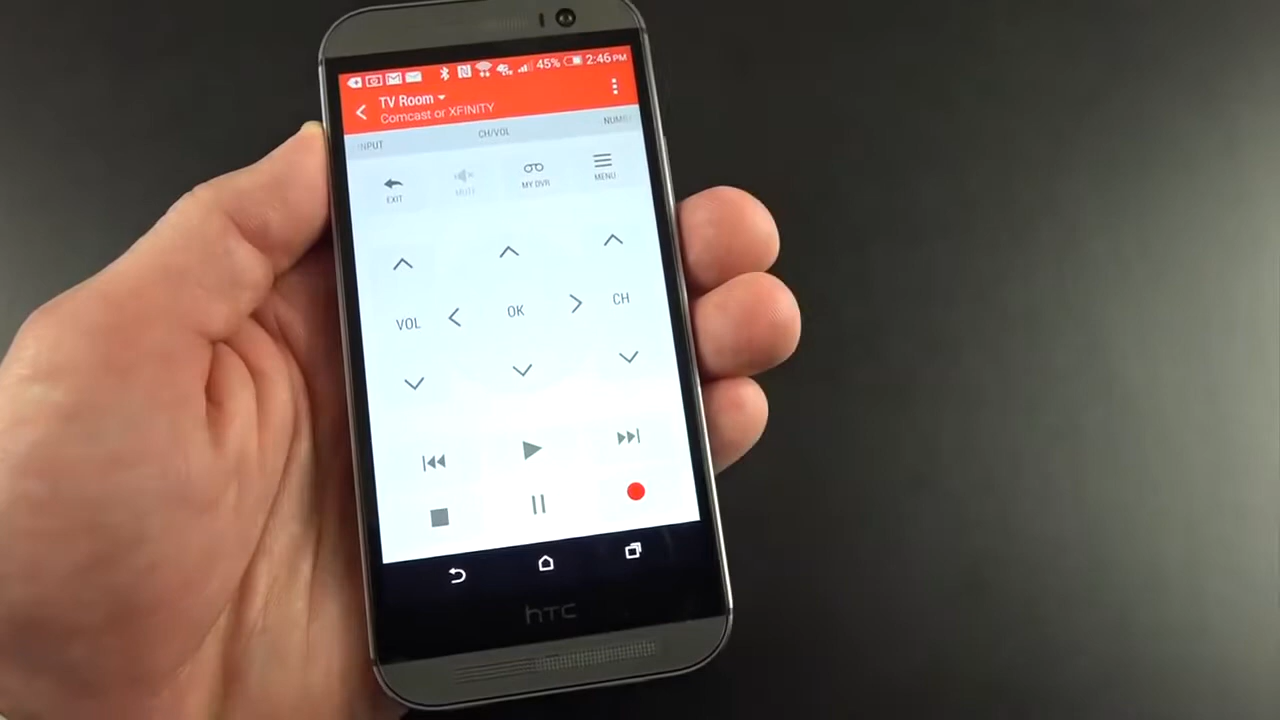 45% 2:46 PM
TV Room
Comcast or XFINITY
INPUT CH/VOL NUMB
EXIT MUTE MY DVR MENU
VOL OK CH
hTC